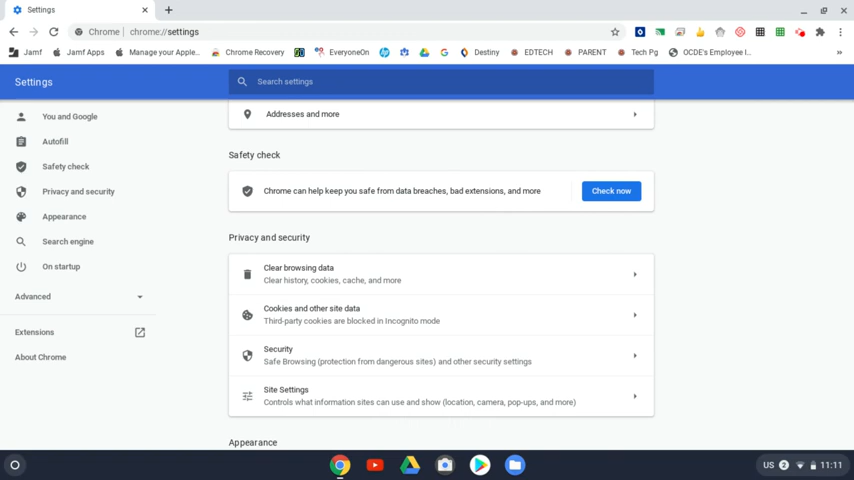 Settings
Chrome | chrome://settings
Jamf
Jamf Apps
Manage your Apple...
Chrome Recovery
EveryoneOn
Destiny
EDTECH
PARENT
Tech Pg
OCDE's Employee I...
»
Settings
Search settings
You and Google
Autofill
Safety check
Privacy and security
Appearance
Search engine
On startup
Advanced
Extensions
About Chrome
Addresses and more
Safety check
Chrome can help keep you safe from data breaches, bad extensions, and more
Check now
Privacy and security
Clear browsing data
Clear history, cookies, cache, and more
Cookies and other site data
Third-party cookies are blocked in Incognito mode
Security
Safe Browsing (protection from dangerous sites) and other security settings
Site Settings
Controls what information sites can use and show (location, camera, pop-ups, and more)
Appearance
US 2 11:11